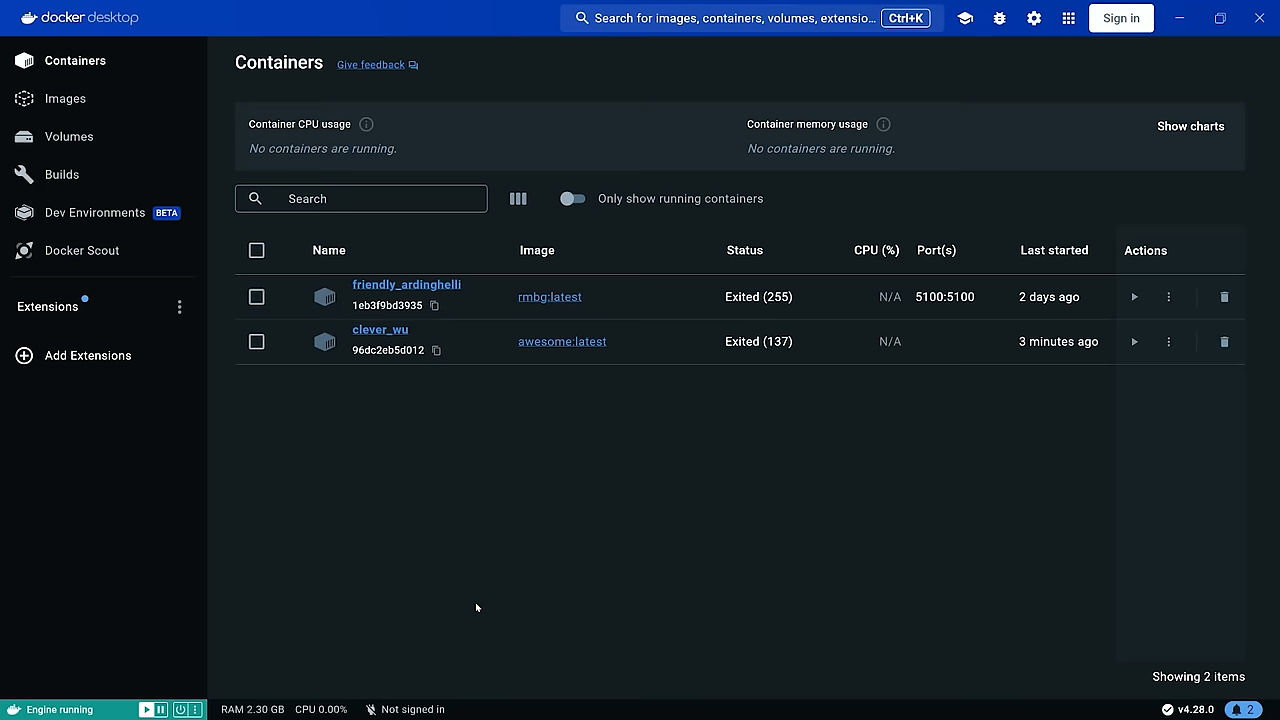 docker desktop
Search for images, containers, volumes, extensio... Ctrl+K
Sign in
Containers
Images
Volumes
Builds
Dev Environments BETA
Docker Scout
Extensions
Add Extensions
Containers Give feedback
Container CPU usage
No containers are running.
Container memory usage
No containers are running.
Show charts
Search
Only show running containers
Name Image Status CPU (%) Port(s) Last started Actions
friendly_ardinghelli
1eb3f9bd3935
rmbg:latest Exited (255) N/A 5100:5100 2 days ago
clever_wu
96dc2eb5d012
awesome:latest Exited (137) N/A 3 minutes ago
Showing 2 items
Engine running
RAM 2.30 GB CPU 0.00% Not signed in
v4.28.0 2